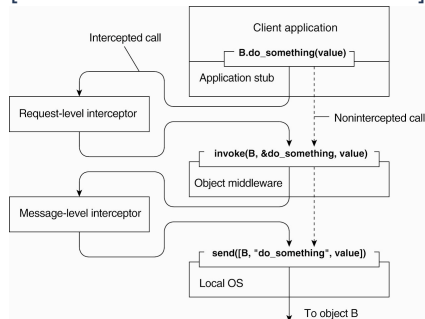 Client application
Intercepted call
B.do_something(value)
Application stub
Request-level interceptor
Nonintercepted call
invoke(B, &do_something, value)
Object middleware
Message-level interceptor
send([B, "do_something", value])
Local OS
To object B